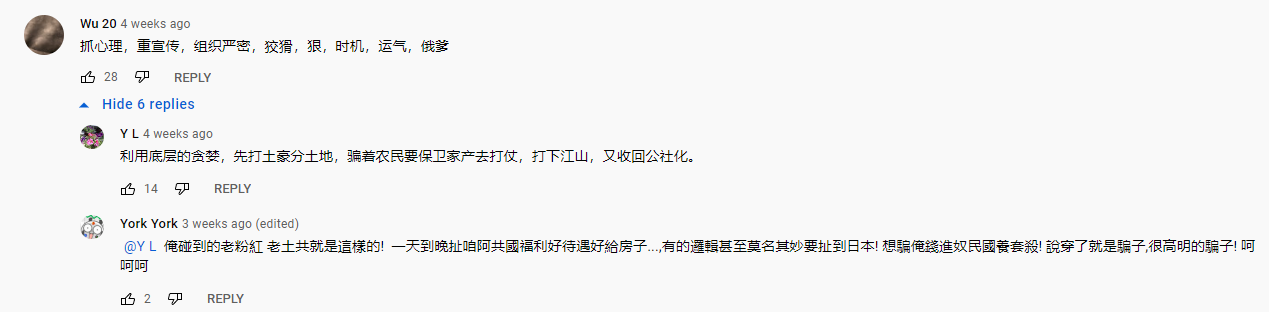 Wu 20 4 weeks ago
抓心理，重宣传，组织严密，狡猾，狠，时机，运气，俄爹
28 REPLY
Hide 6 replies
Y L 4 weeks ago
利用底层的贪婪，先打土豪分土地，骗着农民要保卫家产去打仗，打下江山，又收回公社化。
14 REPLY
York York 3 weeks ago (edited)
@Y L 俺碰到的老粉紅 老土共就是這樣的! 一天到晚扯咱阿共國福利好待遇好給房子...,有的邏輯甚至莫名其妙要扯到日本! 想騙俺錢進奴民國養套殺! 說穿了就是騙子,很高明的騙子! 呵
呵呵
2 REPLY